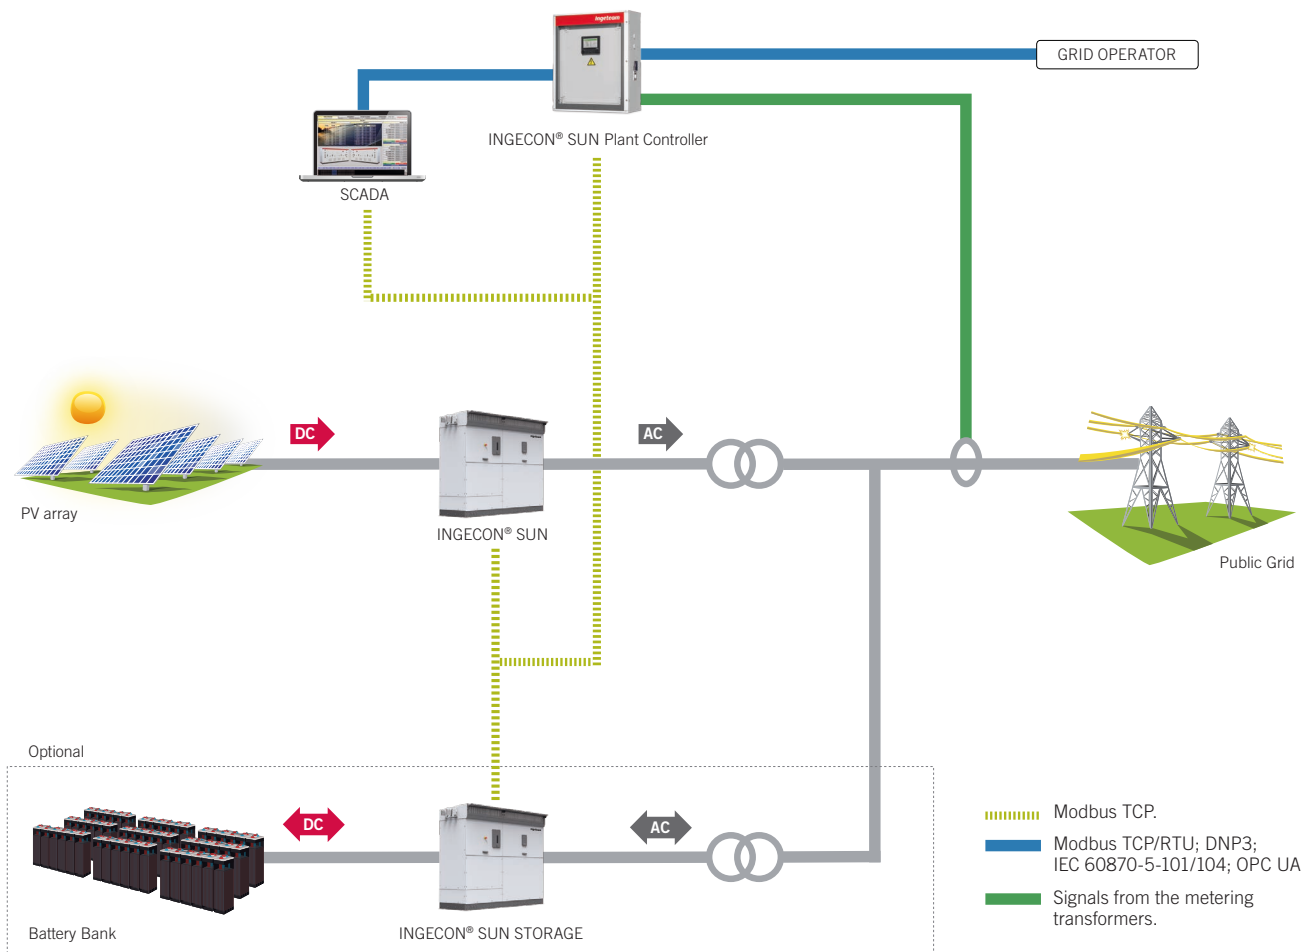 Ingeteam
GRID OPERATOR
INGECON® SUN Plant Controller
SCADA
DC
AC
PV array
INGECON® SUN
Public Grid
Optional
DC
AC
Battery Bank
INGECON® SUN STORAGE
Modbus TCP.
Modbus TCP/RTU; DNP3;
IEC 60870-5-101/104; OPC UA
Signals from the metering
transformers.